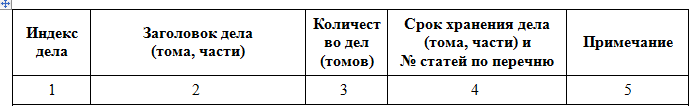 Индекс
дела
Заголовок дела
(тома, части)
Количест
во дел
(томов)
Срок хранения дела
(тома, части) и
№ статей по перечню
Примечание
1 2 3 4 5